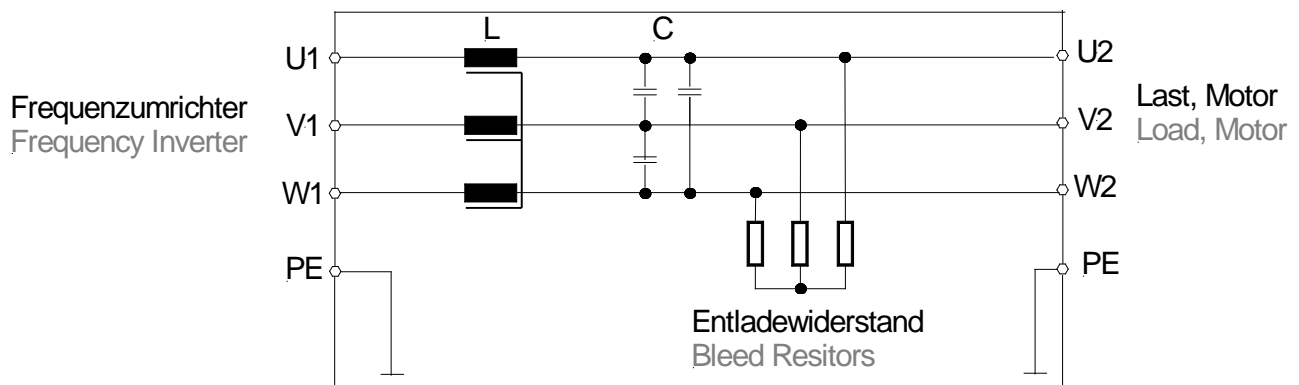 L
C
U1
U2
Frequenzumrichter
Frequency Inverter
Last, Motor
Load, Motor
V1
V2
W1
W2
PE
PE
Entladewiderstand
Bleed Resitors